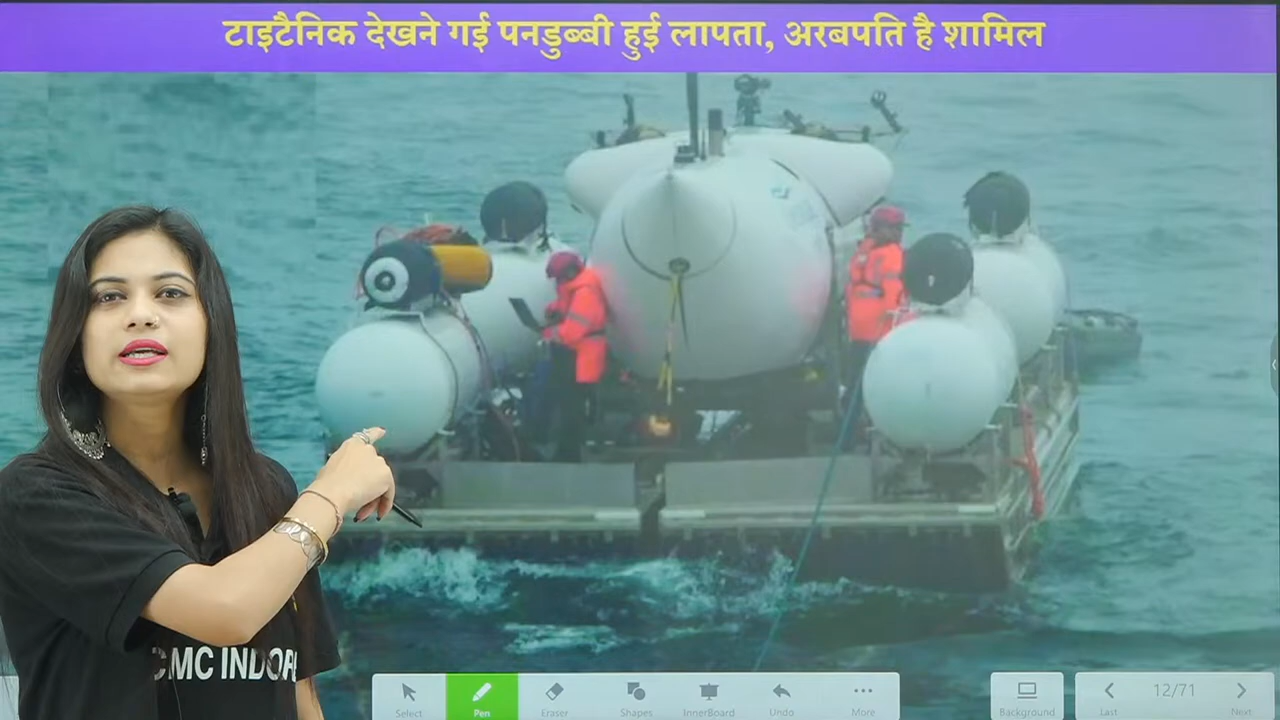 टाइटैनिक देखने गई पनडुब्बी हुई लापता, अरबपति है शामिल
CMC INDOR
Select
Pen
Eraser
Shapes
InnerBoard
Undo
More
Background
12/71
Last
Next